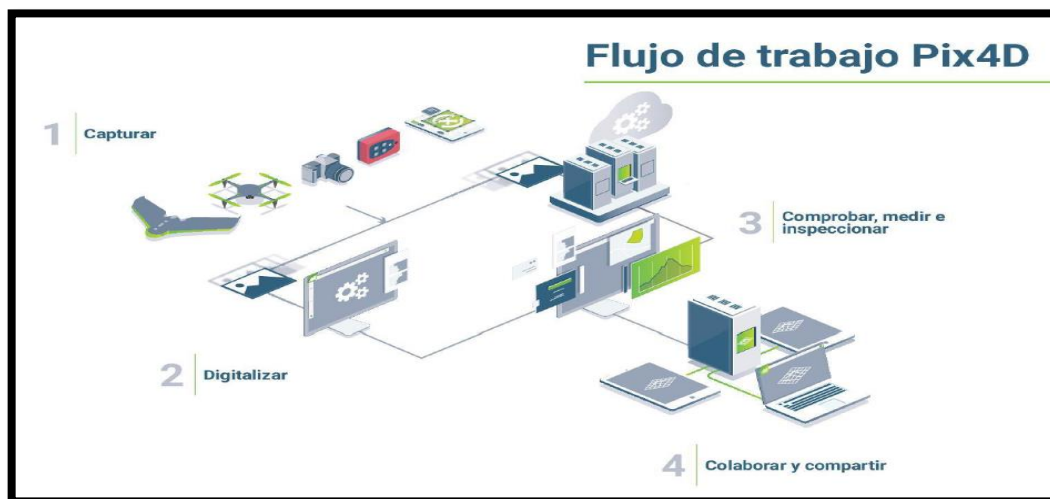 Flujo de trabajo Pix4D
1
Capturar
2
Digitalizar
3
Comprobar, medir e
inspeccionar
4
Colaborar y compartir